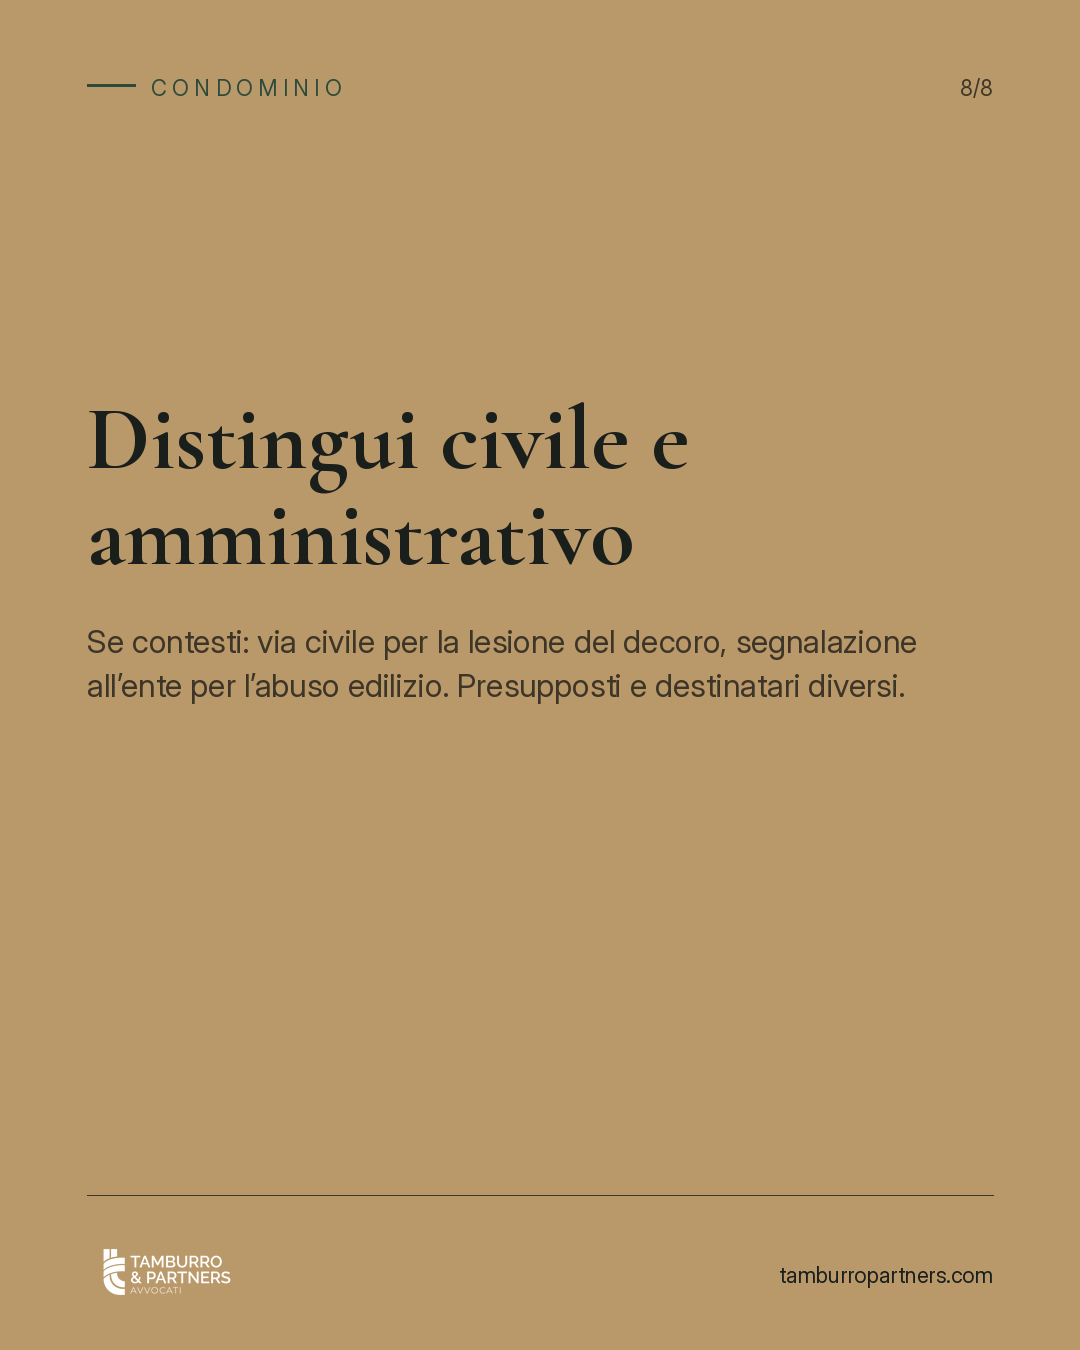 CONDOMINIO
8/8
Distingui civile e
amministrativo
Se contesti: via civile per la lesione del decoro, segnalazione
all’ente per l’abuso edilizio. Presupposti e destinatari diversi.
TAMBURRO
& PARTNERS
AVVOCATI
tamburropartners.com